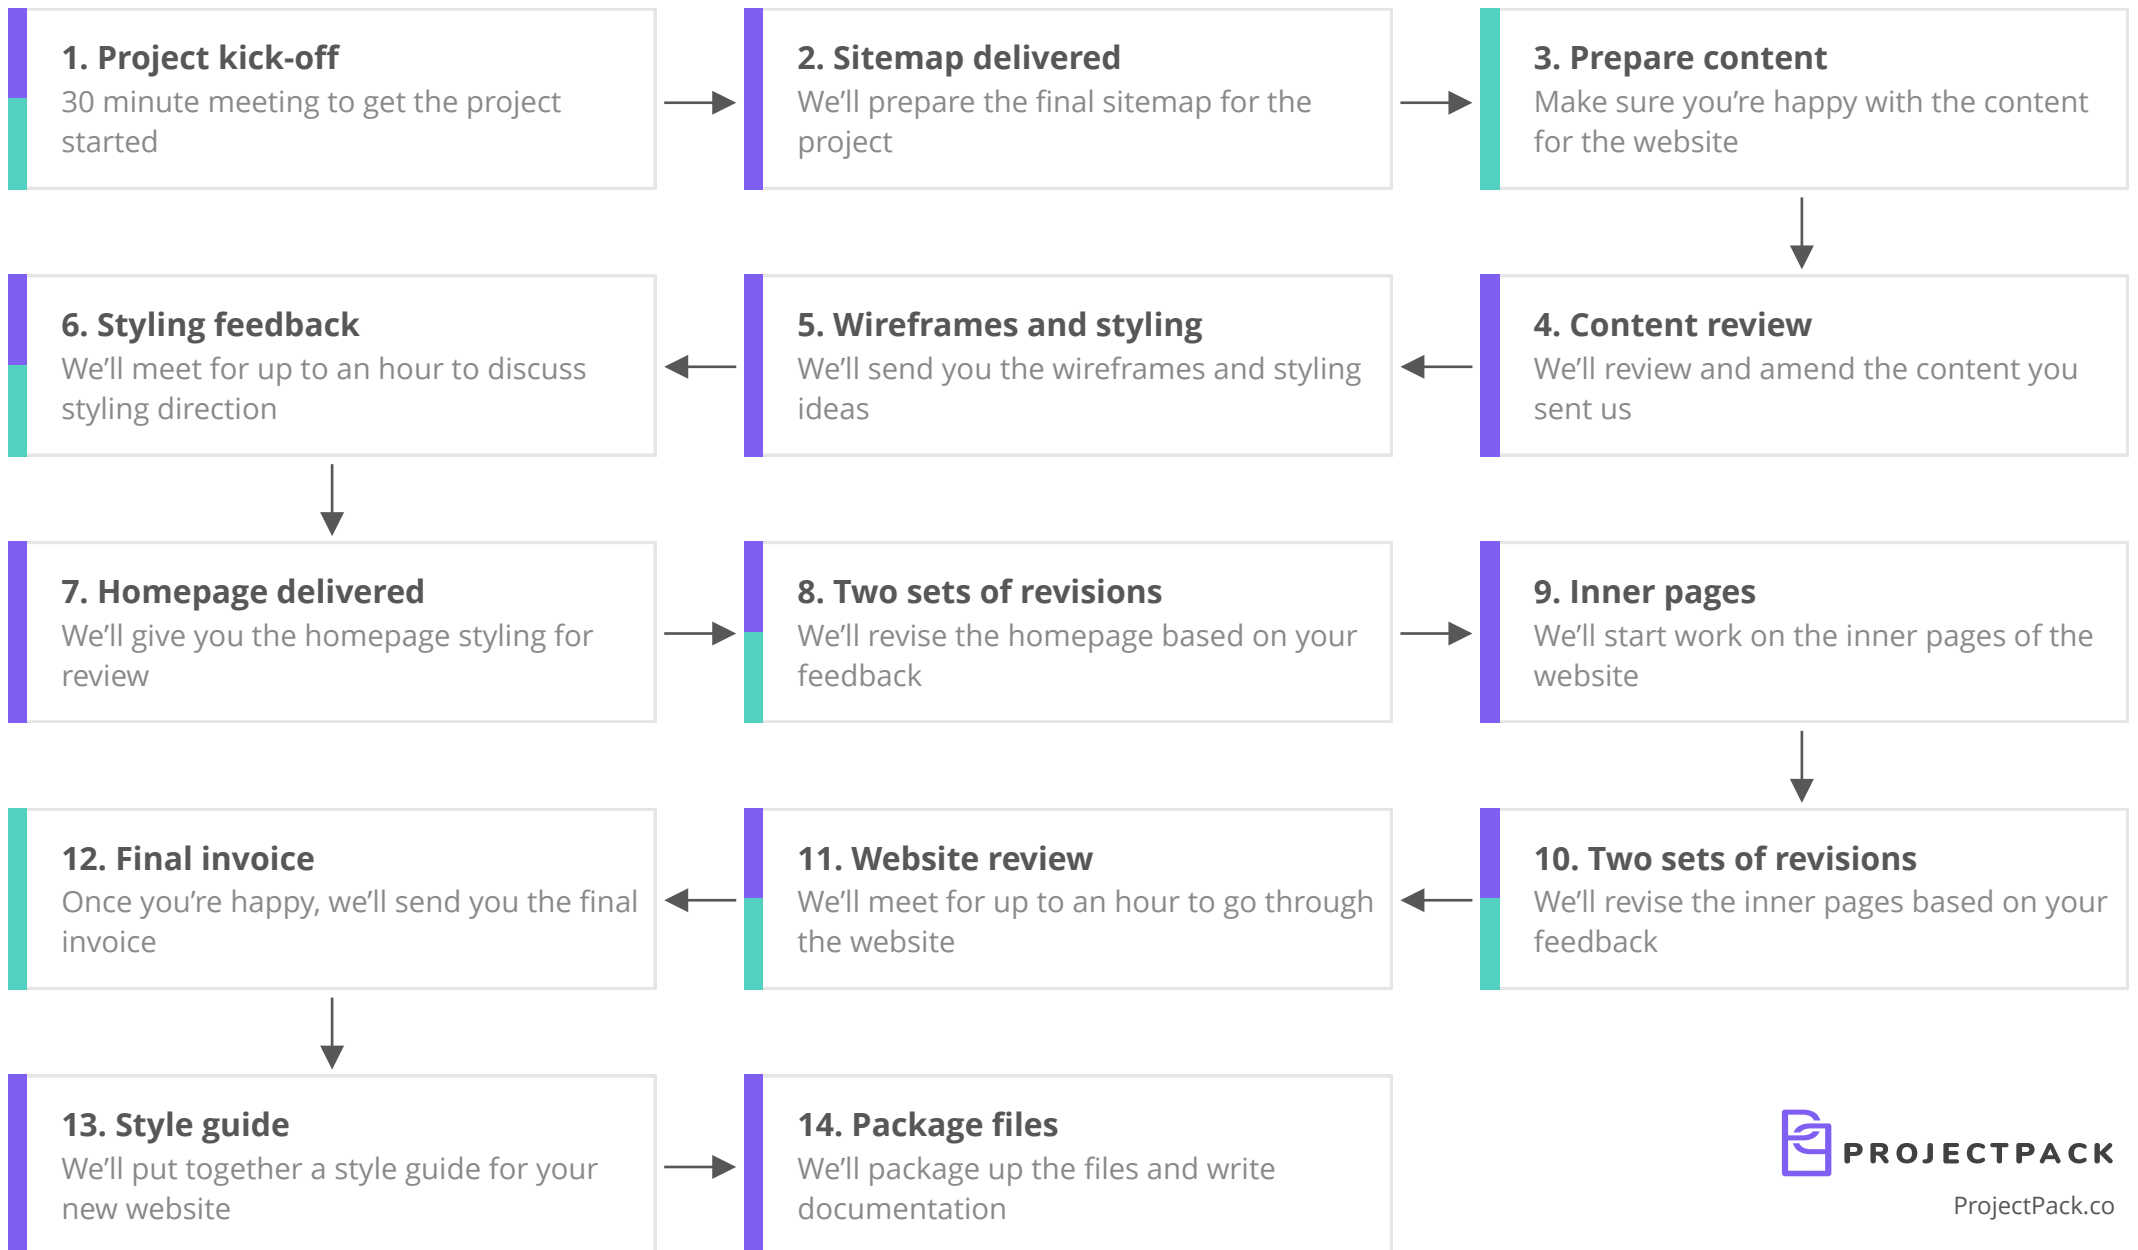 1. Project kick-off
30 minute meeting to get the project
started
2. Sitemap delivered
We’ll prepare the final sitemap for the
project
3. Prepare content
Make sure you’re happy with the content
for the website
4. Content review
We’ll review and amend the content you
sent us
5. Wireframes and styling
We’ll send you the wireframes and styling
ideas
6. Styling feedback
We’ll meet for up to an hour to discuss
styling direction
7. Homepage delivered
We’ll give you the homepage styling for
review
8. Two sets of revisions
We’ll revise the homepage based on your
feedback
9. Inner pages
We’ll start work on the inner pages of the
website
10. Two sets of revisions
We’ll revise the inner pages based on your
feedback
11. Website review
We’ll meet for up to an hour to go through
the website
12. Final invoice
Once you’re happy, we’ll send you the final
invoice
13. Style guide
We’ll put together a style guide for your
new website
14. Package files
We’ll package up the files and write
documentation
PROJECTPACK
ProjectPack.co